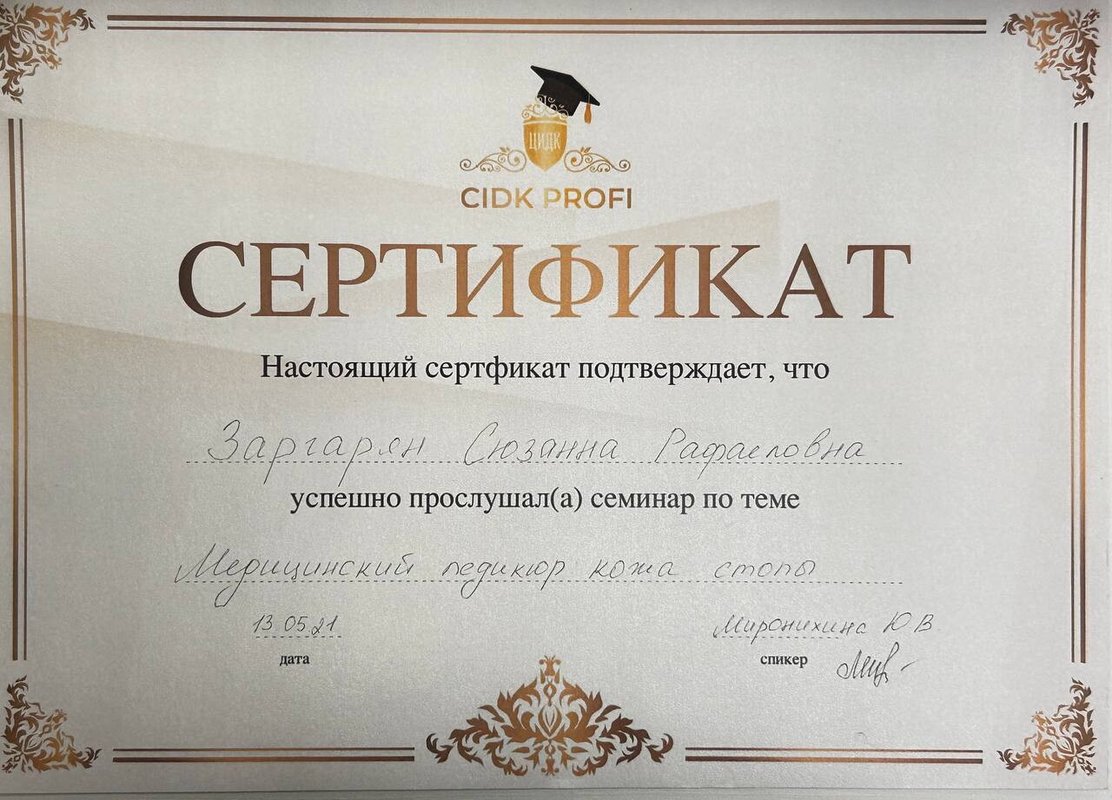 ЦИДК
CIDK PROFI
СЕРТИФИКАТ
Настоящий сертфикат подтверждает, что
Заргарян Сюзанна Рафаеловна
успешно прослушал(а) семинар по теме
Медицинский педикюр кожа стопы
13.05.21
Миронихина Ю В
дата
спикер